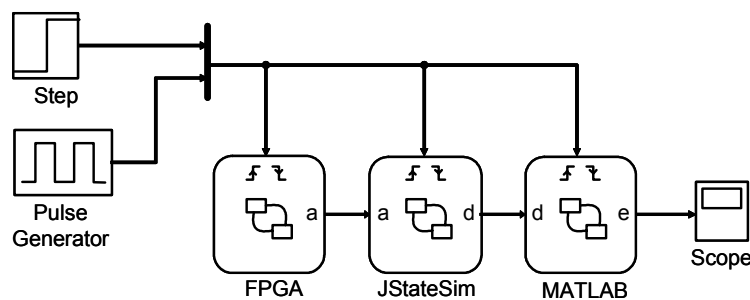 Step
Pulse
Generator
a
a
d
d
e
FPGA
JStateSim
MATLAB
Scope